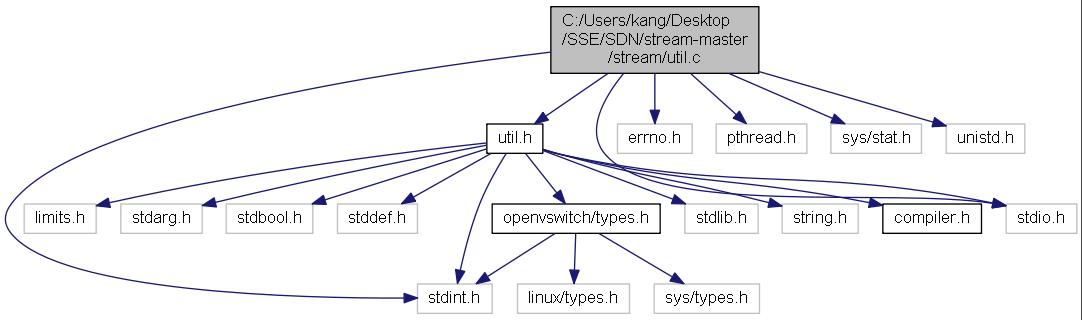 C:/Users/kang/Desktop
/SSE/SDN/stream-master
/stream/util.c
util.h
errno.h
pthread.h
sys/stat.h
unistd.h
limits.h
stdarg.h
stdbool.h
stddef.h
openvswitch/types.h
stdlib.h
string.h
compiler.h
stdio.h
stdint.h
linux/types.h
sys/types.h